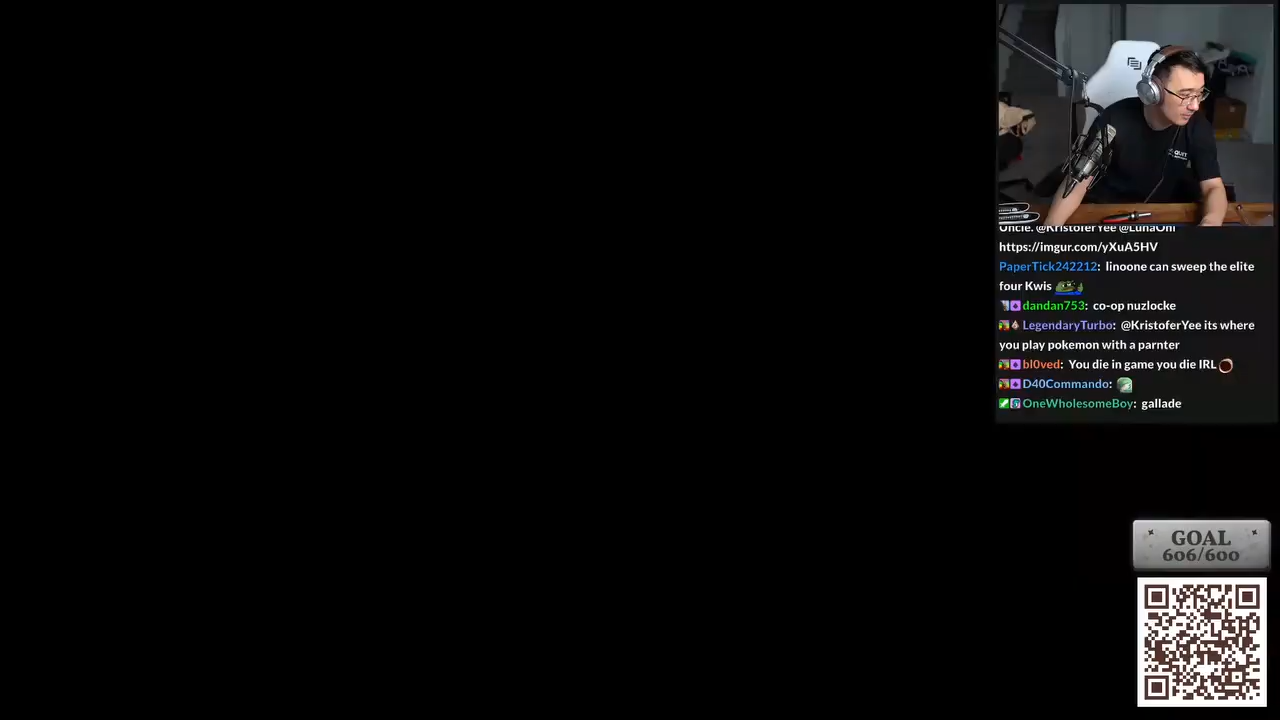 Uncle. @KristoferYee @LunaOni
https://imgur.com/yXuA5HV
PaperTick242212: linoone can sweep the elite
four Kwis
dandan753: co-op nuzlocke
LegendaryTurbo: @KristoferYee its where
you play pokemon with a parnter
bl0ved: You die in game you die IRL
D40Commando:
OneWholesomeBoy: gallade
GOAL
606/600